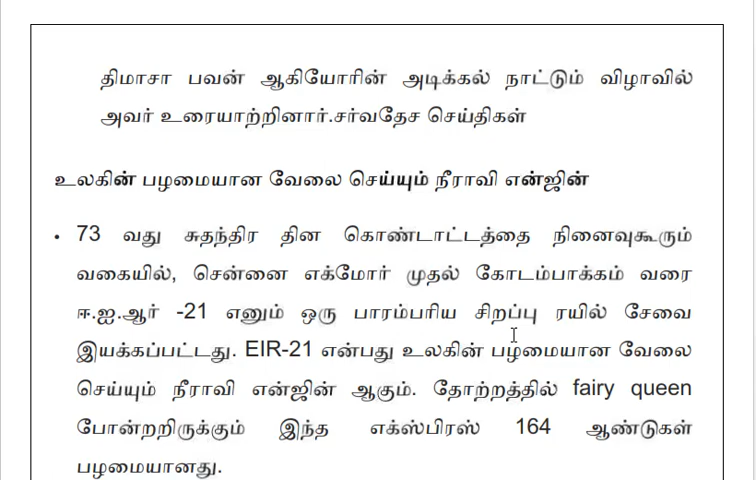 திமாசா பவன் ஆகியோரின் அடிக்கல் நாட்டும் விழாவில்
அவர் உரையாற்றினார்.சர்வதேச செய்திகள்
உலகின் பழமையான வேலை செய்யும் நீராவி என்ஜின்
• 73 வது சுதந்திர தின கொண்டாட்டத்தை நினைவுகூரும்
வகையில், சென்னை எக்மோர் முதல் கோடம்பாக்கம் வரை
ஈ.ஐ.ஆர் -21 எனும் ஒரு பாரம்பரிய சிறப்பு ரயில் சேவை
இயக்கப்பட்டது. EIR-21 என்பது உலகின் பழமையான வேலை
செய்யும் நீராவி என்ஜின் ஆகும். தோற்றத்தில் fairy queen
போன்றறிருக்கும் இந்த எக்ஸ்பிரஸ் 164 ஆண்டுகள்
பழமையானது.